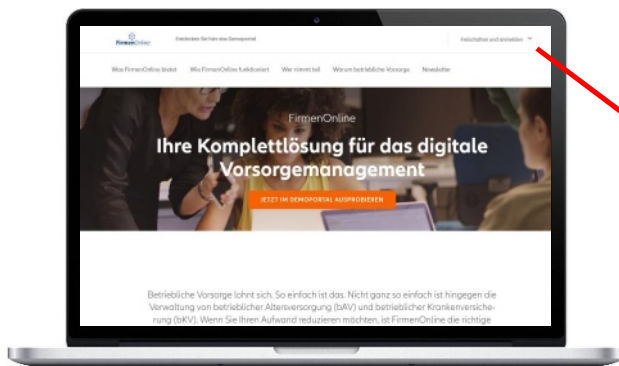 FirmenOnline
Entdecken Sie hier das Demoportal
Freischalten und anmelden
Was FirmenOnline bietet Wie FirmenOnline funktioniert Wer nimmt teil Warum betriebliche Vorsorge Newsletter
FirmenOnline
Ihre Komplettlösung für das digitale
Vorsorgemanagement
JETZT IM DEMOPORTAL AUSPROBIEREN
Betriebliche Vorsorge lohnt sich. So einfach ist das. Nicht ganz so einfach ist hingegen die
Verwaltung von betrieblicher Altersversorgung (bAV) und betrieblicher Krankenversiche-
rung (bKV). Wenn Sie Ihren Aufwand reduzieren möchten, ist FirmenOnline die richtige